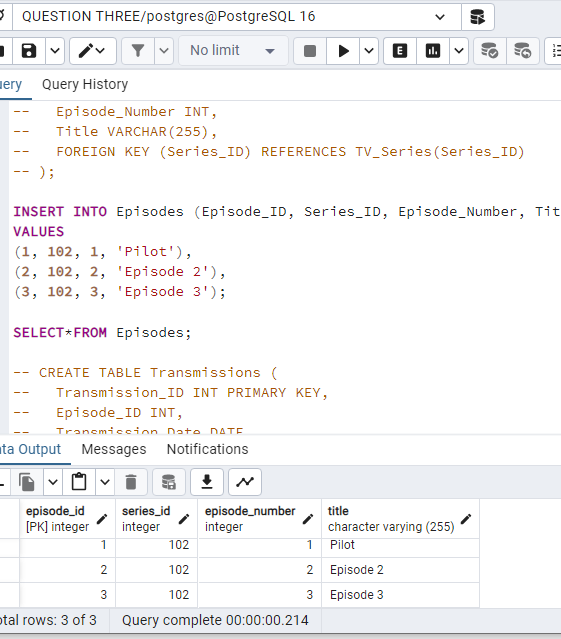 QUESTION THREE/postgres@PostgreSQL 16
No limit
E
Query History
-- Episode_Number INT,
-- Title VARCHAR(255),
-- FOREIGN KEY (Series_ID) REFERENCES TV_Series(Series_ID)
-- );
INSERT INTO Episodes (Episode_ID, Series_ID, Episode_Number, Tit
VALUES
(1, 102, 1, 'Pilot'),
(2, 102, 2, 'Episode 2'),
(3, 102, 3, 'Episode 3');
SELECT*FROM Episodes;
-- CREATE TABLE Transmissions (
-- Transmission_ID INT PRIMARY KEY,
-- Episode_ID INT,
-- Transmission_Date DATE
ata Output Messages Notifications
episode_id series_id episode_number title
[PK] integer integer integer character varying (255)
1 102 1 Pilot
2 102 2 Episode 2
3 102 3 Episode 3
otal rows: 3 of 3 Query complete 00:00:00.214